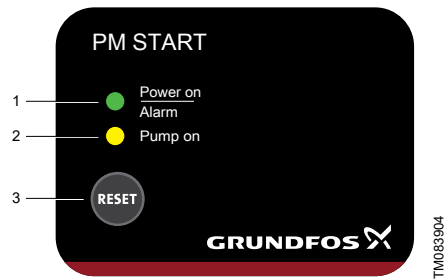 PM START
1
Power on
Alarm
2
Pump on
3
RESET
GRUNDFOS
TM083904